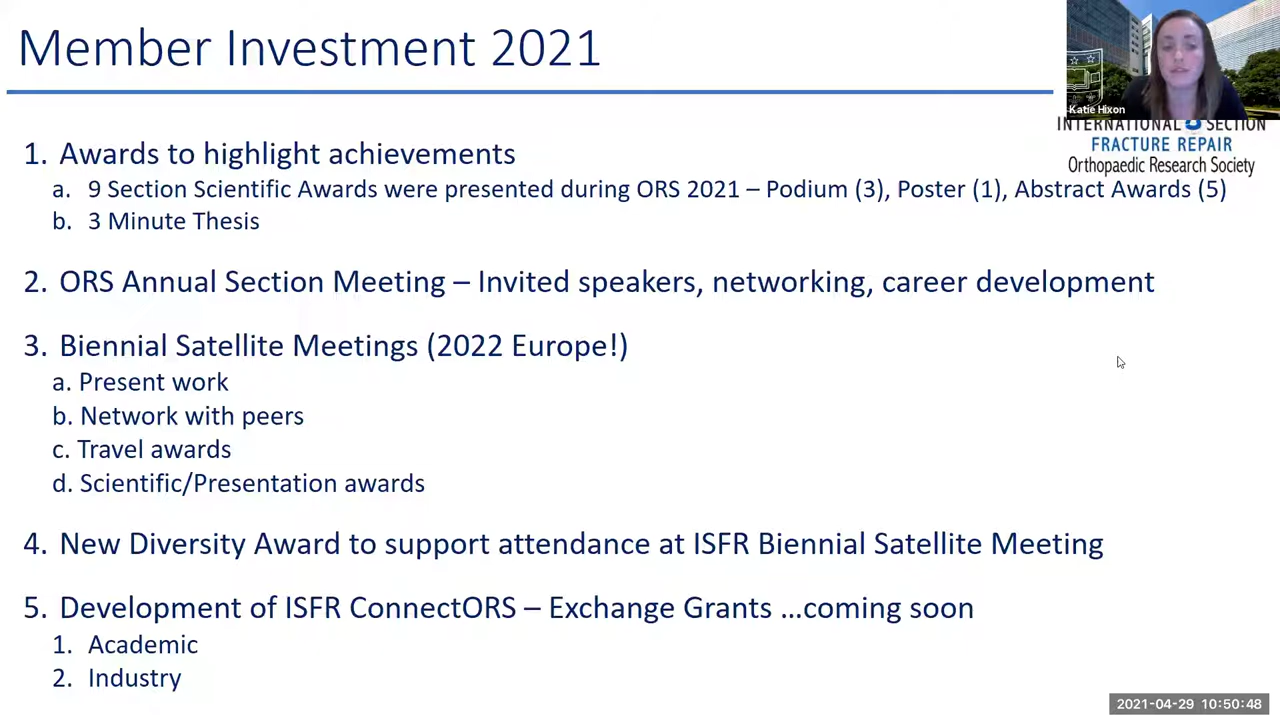 Member Investment 2021
Katie Hixon
INTERNATIONAL SECTION
FRACTURE REPAIR
Orthopaedic Research Society
1. Awards to highlight achievements
a. 9 Section Scientific Awards were presented during ORS 2021 – Podium (3), Poster (1), Abstract Awards (5)
b. 3 Minute Thesis
2. ORS Annual Section Meeting – Invited speakers, networking, career development
3. Biennial Satellite Meetings (2022 Europe!)
a. Present work
b. Network with peers
c. Travel awards
d. Scientific/Presentation awards
4. New Diversity Award to support attendance at ISFR Biennial Satellite Meeting
5. Development of ISFR ConnectORS – Exchange Grants ...coming soon
1. Academic
2. Industry
2021-04-29 10:50:48